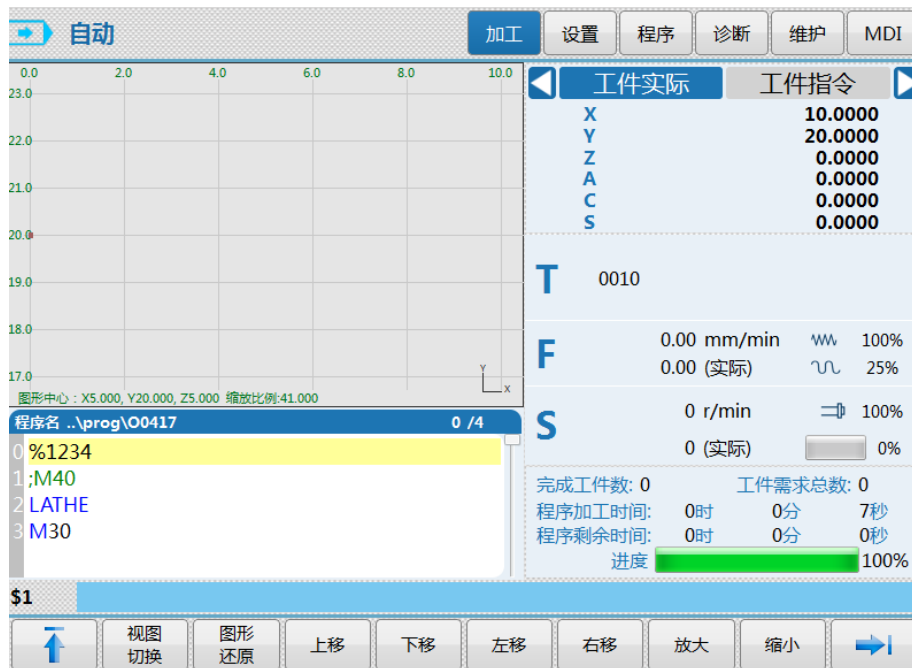 自动 加工 设置 程序 诊断 维护 MDI
0.0 2.0 4.0 6.0 8.0 10.0
23.0
22.0
21.0
20.0
19.0
18.0
17.0
Y
X
图形中心：X5.000, Y20.000, Z5.000 缩放比例:41.000
工件实际 工件指令
X 10.0000
Y 20.0000
Z 0.0000
A 0.0000
C 0.0000
S 0.0000
T 0010
F 0.00 mm/min 100%
0.00 (实际) 25%
程序名 ..\prog\O0417 0 /4
0 %1234
1 ;M40
2 LATHE
3 M30
S 0 r/min 100%
0 (实际) 0%
完成工件数: 0 工件需求总数: 0
程序加工时间: 0时 0分 7秒
程序剩余时间: 0时 0分 0秒
进度 100%
$1
视图切换 图形还原 上移 下移 左移 右移 放大 缩小